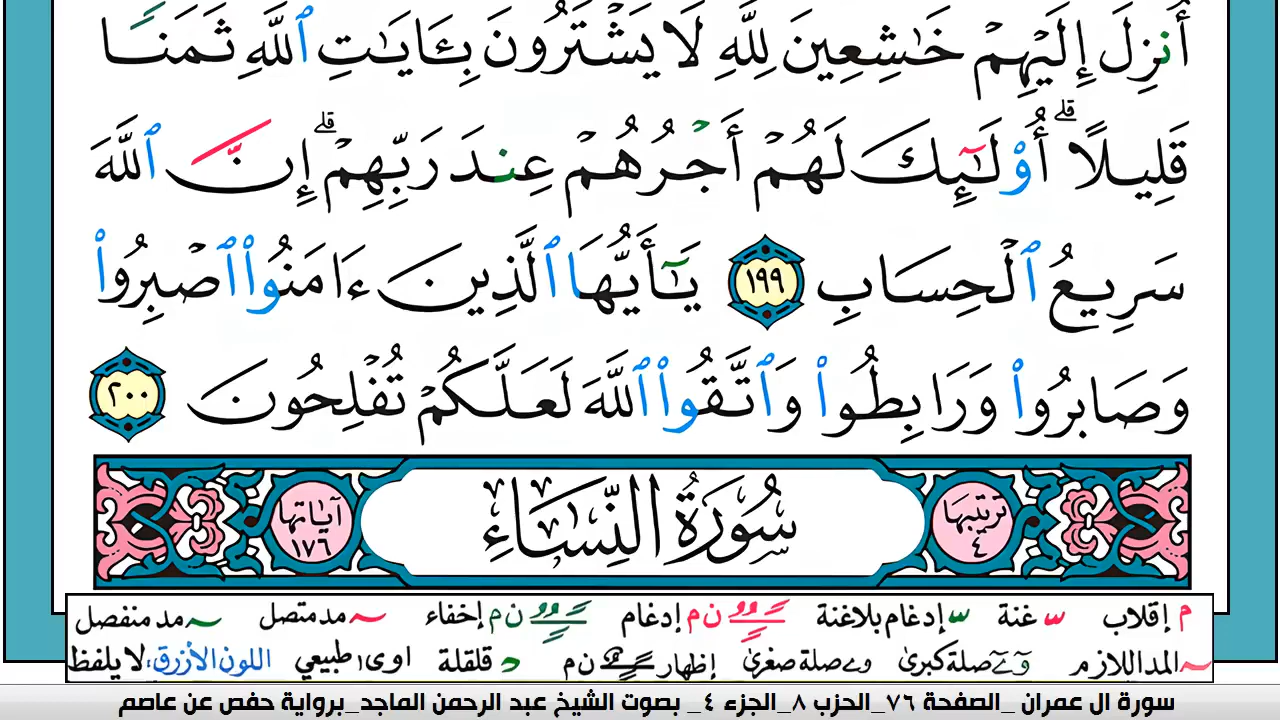 أُنزِلَ إِلَيْهِمْ خَـٰشِعِينَ لِلَّهِ لَا يَشْتَرُونَ بِـَٔايَـٰتِ ٱللَّهِ ثَمَنًا
قَلِيلًا ۗ أُو۟لَـٰٓئِكَ لَهُمْ أَجْرُهُمْ عِندَ رَبِّهِمْ ۗ إِنَّ ٱللَّهَ
سَرِيعُ ٱلْحِسَابِ ١٩٩ يَـٰٓأَيُّهَا ٱلَّذِينَ ءَامَنُوا۟ ٱصْبِرُوا۟
وَصَابِرُوا۟ وَرَابِطُوا۟ وَٱتَّقُوا۟ ٱللَّهَ لَعَلَّكُمْ تُفْلِحُونَ ٢٠٠
ترتيبها ٤ سُورَةُ النِّسَاءِ آياتها ١٧٦
م إقلاب غنة إدغام بلاغنة ن م إدغام ن م إخفاء مد متصل مد منفصل
المد اللازم صلة كبرى صلة صغرى إظهار ن م قلقلة اوى طبيعي اللون الأزرق، لا يلفظ
سورة ال عمران _الصفحة ٧٦_الحزب ٨_الجزء ٤_ بصوت الشيخ عبد الرحمن الماجد_برواية حفص عن عاصم